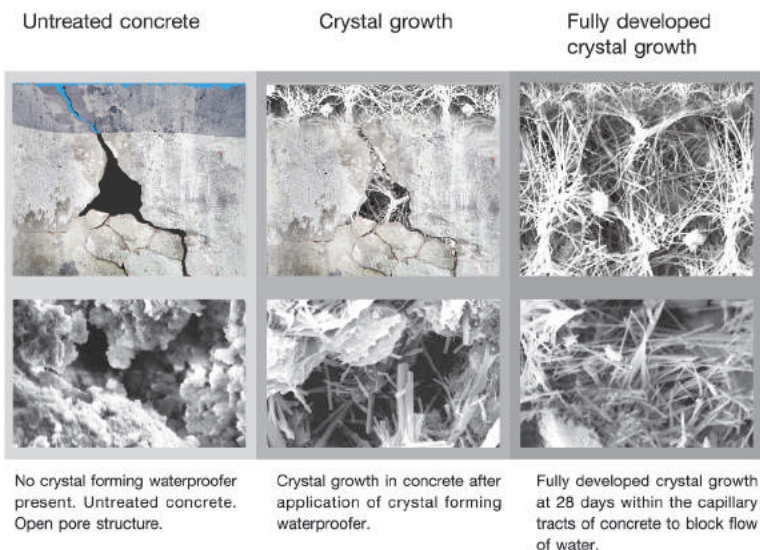 Untreated concrete
Crystal growth
Fully developed
crystal growth
No crystal forming waterproofer
present. Untreated concrete.
Open pore structure.
Crystal growth in concrete after
application of crystal forming
waterproofer.
Fully developed crystal growth
at 28 days within the capillary
tracts of concrete to block flow
of water.